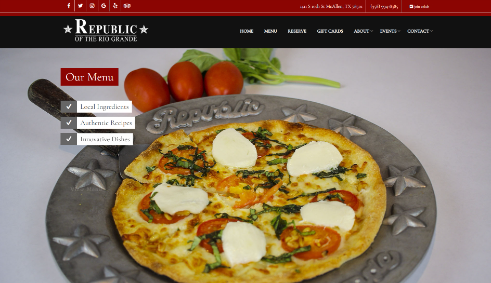 REPUBLIC
OF THE RIO GRANDE
HOME MENU RESERVE GIFT CARDS ABOUT EVENTS CONTACT
Our Menu
Local Ingredients
Authentic Recipes
Innovative Dishes
Republic